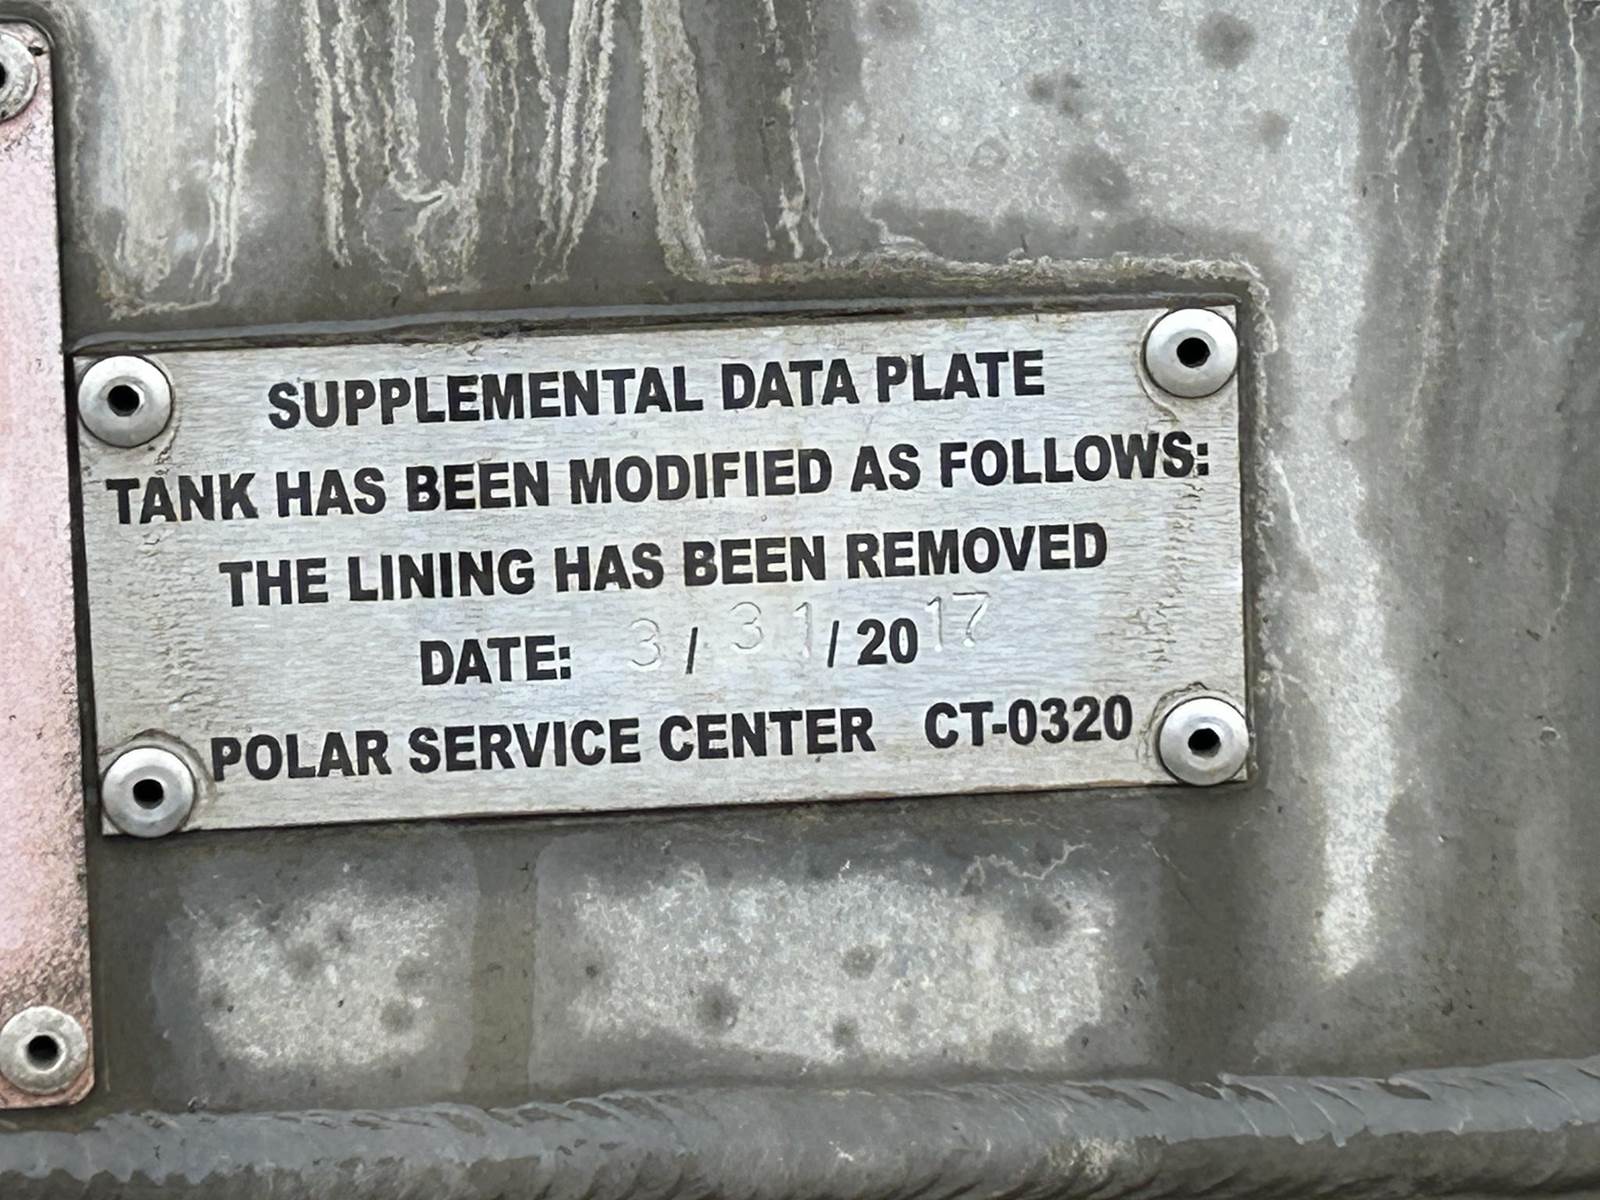 SUPPLEMENTAL DATA PLATE
TANK HAS BEEN MODIFIED AS FOLLOWS:
THE LINING HAS BEEN REMOVED
DATE: 3 / 31 / 2017
POLAR SERVICE CENTER CT-0320